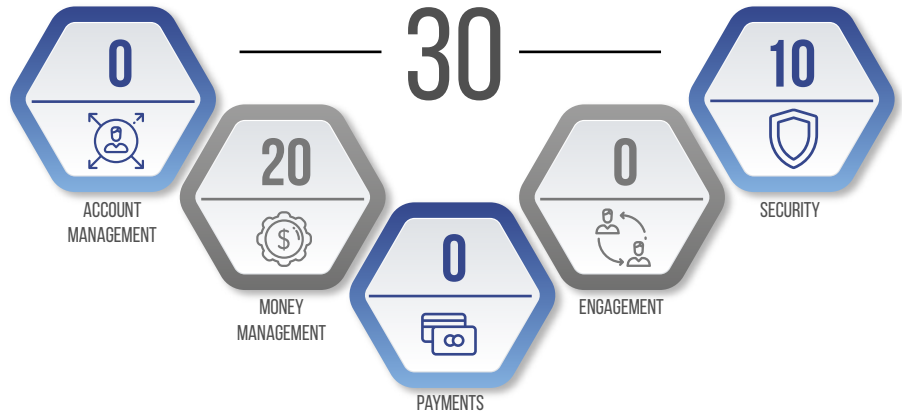 30
0
ACCOUNT
MANAGEMENT
20
$
MONEY
MANAGEMENT
0
PAYMENTS
0
ENGAGEMENT
10
SECURITY